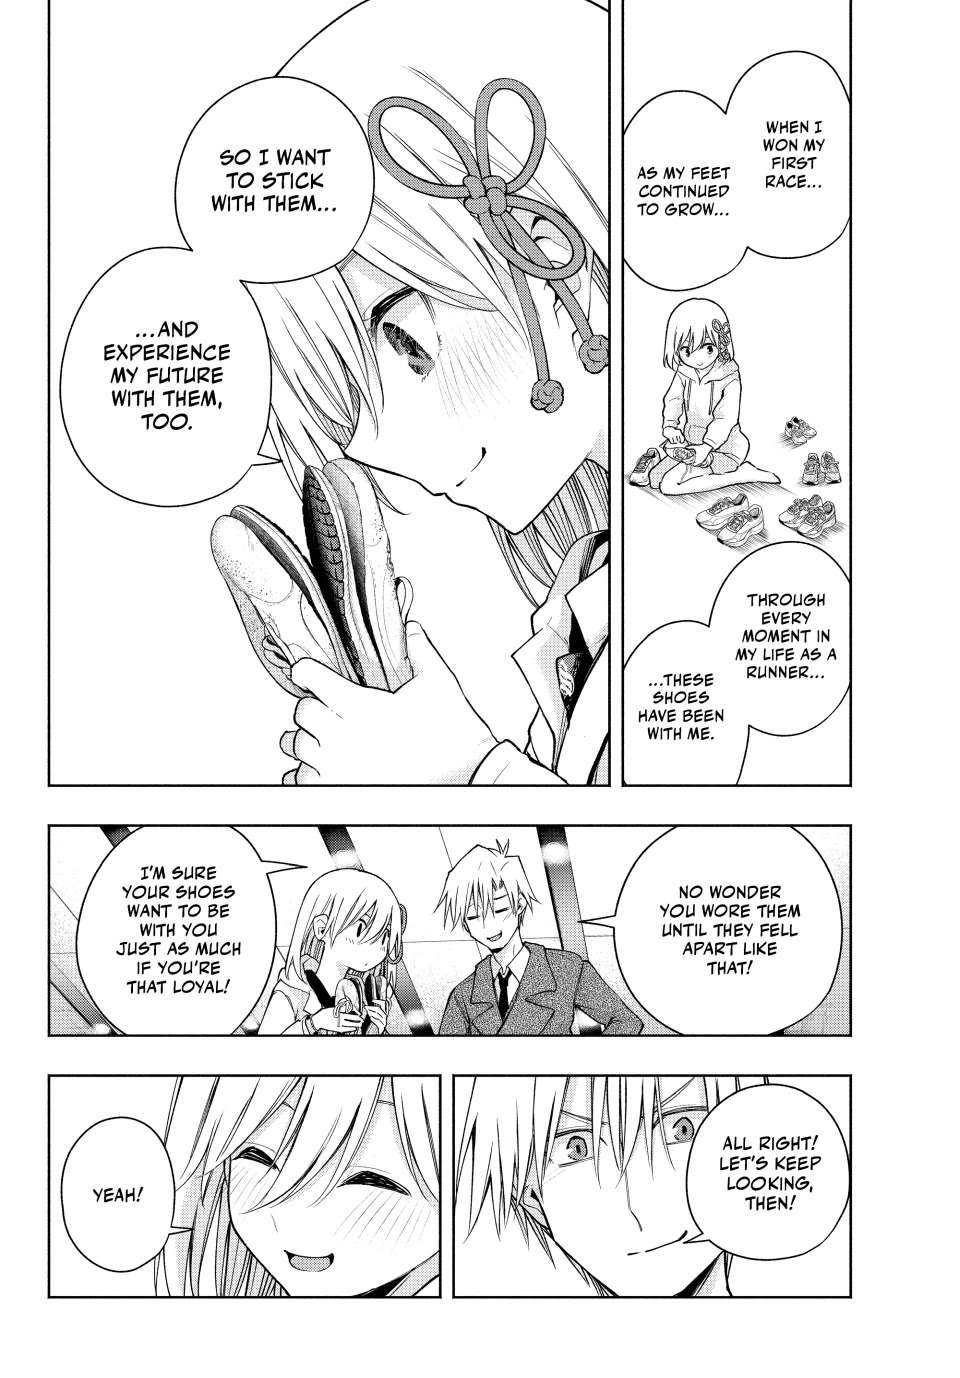 WHEN I
WON MY
FIRST
RACE...
AS MY FEET
CONTINUED
TO GROW...
THROUGH
EVERY
MOMENT IN
MY LIFE AS A
RUNNER...
...THESE
SHOES
HAVE BEEN
WITH ME.
SO I WANT
TO STICK
WITH THEM...
...AND
EXPERIENCE
MY FUTURE
WITH THEM,
TOO.
NO WONDER
YOU WORE THEM
UNTIL THEY FELL
APART LIKE
THAT!
I'M SURE
YOUR SHOES
WANT TO BE
WITH YOU
JUST AS MUCH
IF YOU'RE
THAT LOYAL!
ALL RIGHT!
LET'S KEEP
LOOKING,
THEN!
YEAH!